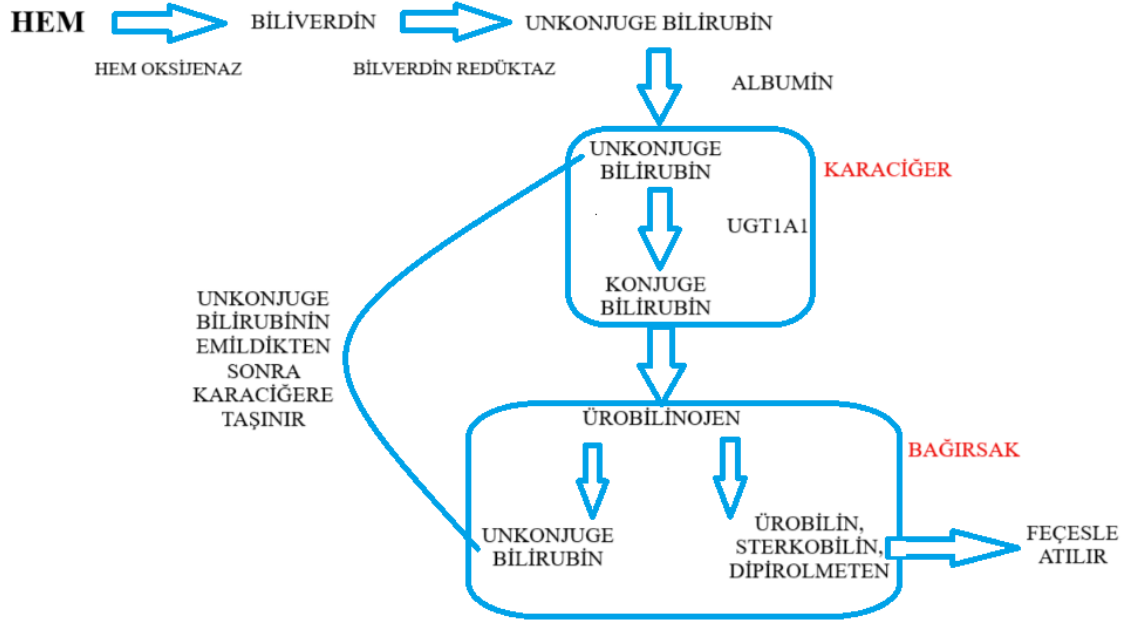 HEM
BİLİVERDİN
UNKONJUGE BİLİRUBİN
HEM OKSİJENAZ
BİLVERDİN REDÜKTAZ
ALBUMİN
UNKONJUGE
BİLİRUBİN
KARACİĞER
UGT1A1
KONJUGE
BİLİRUBİN
UNKONJUGE
BİLİRUBİNİN
EMİLDİKTEN
SONRA
KARACİĞERE
TAŞINIR
ÜROBİLİNOJEN
BAĞIRSAK
UNKONJUGE
BİLİRUBİN
ÜROBİLİN,
STERKOBİLİN,
DİPİROLMETEN
FEÇESLE
ATILIR